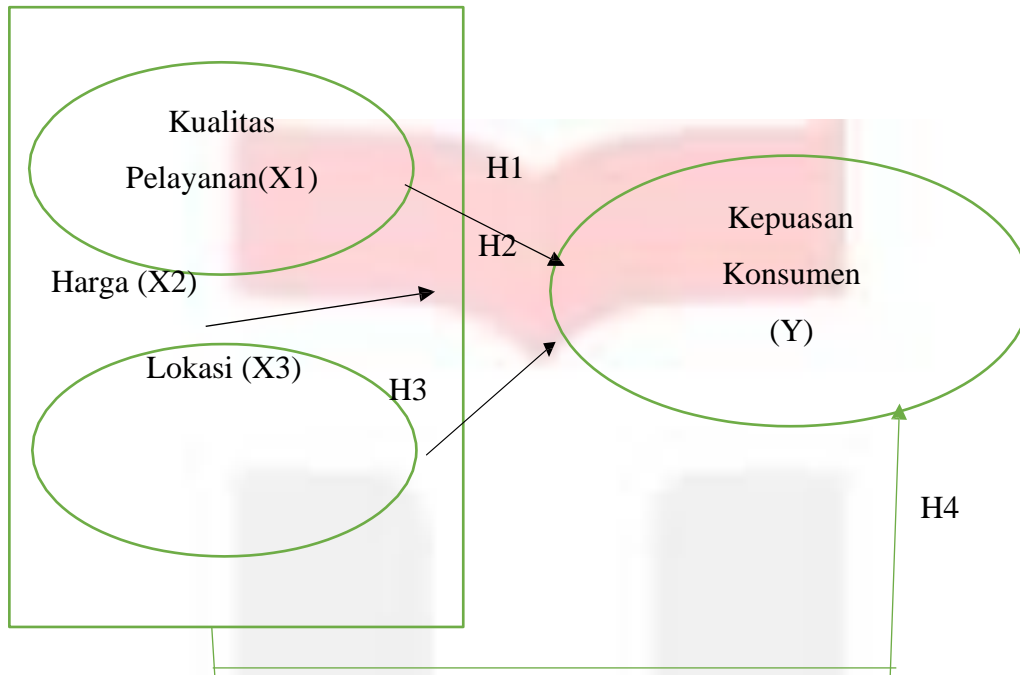 Kualitas
Pelayanan(X1)
H1
Kepuasan
Konsumen
(Y)
H2
Harga (X2)
Lokasi (X3)
H3
H4